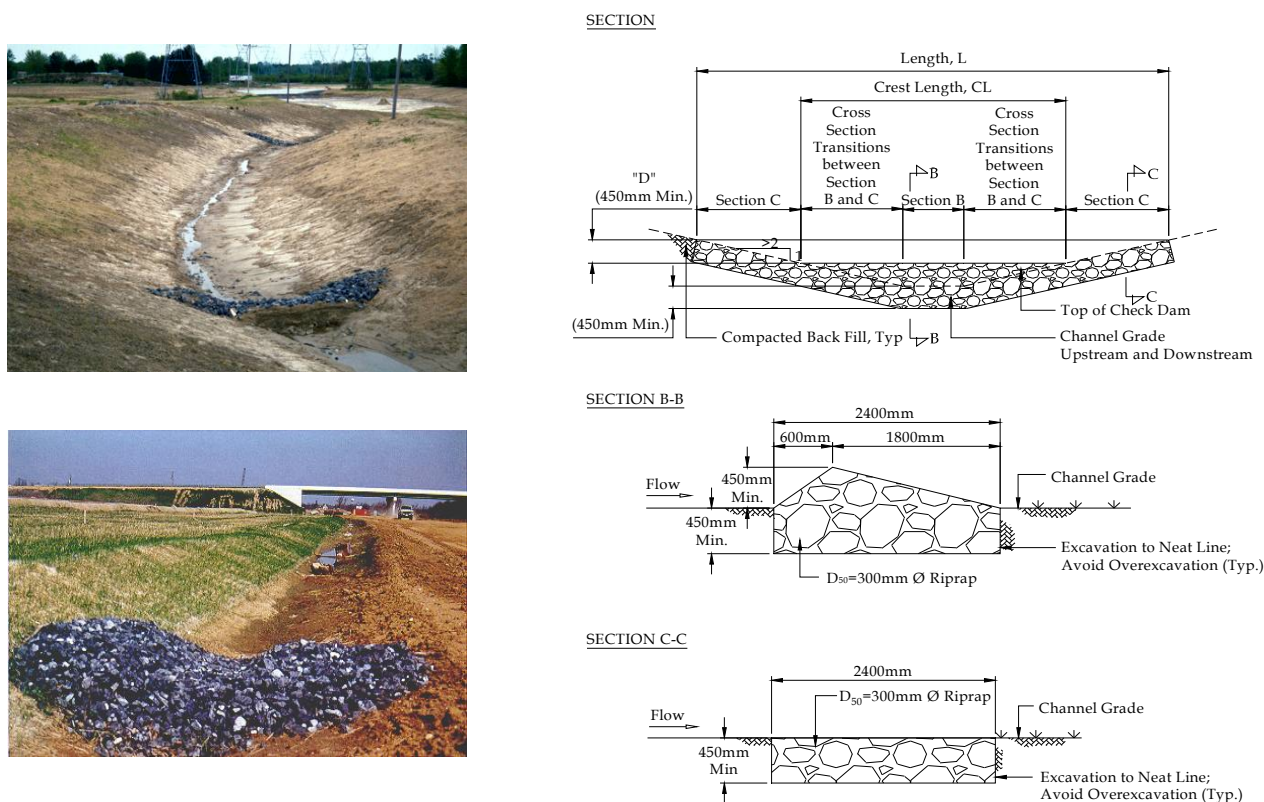 SECTION
Length, L
Crest Length, CL
Cross
Section
Transitions
between
Section
B and C
Cross
Section
Transitions
between
Section
B and C
"D"
(450mm Min.)
B
C
Section C
Section B
Section C
>2
1
C
Top of Check Dam
(450mm Min.)
Compacted Back Fill, Typ
B
Channel Grade
Upstream and Downstream
SECTION B-B
2400mm
600mm
1800mm
Flow
450mm
Min.
Channel Grade
450mm
Min.
Excavation to Neat Line;
Avoid Overexcavation (Typ.)
D₅₀=300mm Ø Riprap
SECTION C-C
2400mm
D₅₀=300mm Ø Riprap
Flow
Channel Grade
450mm
Min
Excavation to Neat Line;
Avoid Overexcavation (Typ.)